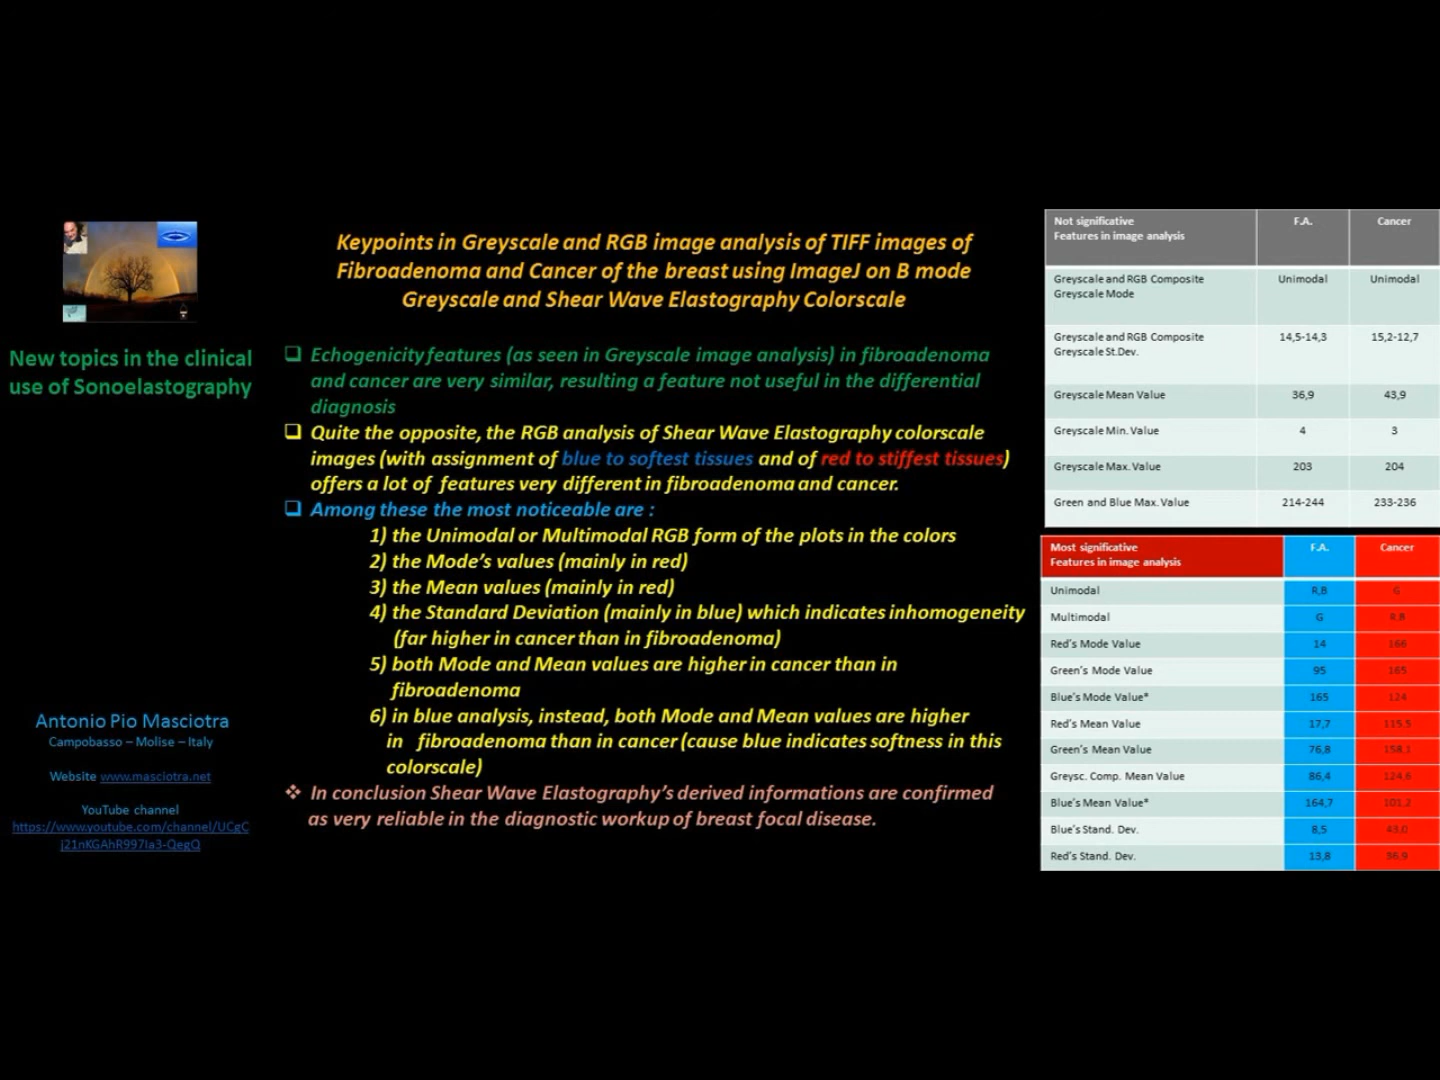 New topics in the clinical
use of Sonoelastography
Antonio Pio Masciotra
Campobasso – Molise – Italy
Website www.masciotra.net
YouTube channel
https://www.youtube.com/channel/UCgC
j21nKGAhR997Ia3-QegQ
Keypoints in Greyscale and RGB image analysis of TIFF images of
Fibroadenoma and Cancer of the breast using ImageJ on B mode
Greyscale and Shear Wave Elastography Colorscale
❑ Echogenicity features (as seen in Greyscale image analysis) in fibroadenoma
and cancer are very similar, resulting a feature not useful in the differential
diagnosis
❑ Quite the opposite, the RGB analysis of Shear Wave Elastography colorscale
images (with assignment of blue to softest tissues and of red to stiffest tissues)
offers a lot of features very different in fibroadenoma and cancer.
❑ Among these the most noticeable are :
1) the Unimodal or Multimodal RGB form of the plots in the colors
2) the Mode's values (mainly in red)
3) the Mean values (mainly in red)
4) the Standard Deviation (mainly in blue) which indicates inhomogeneity
(far higher in cancer than in fibroadenoma)
5) both Mode and Mean values are higher in cancer than in
fibroadenoma
6) in blue analysis, instead, both Mode and Mean values are higher
in fibroadenoma than in cancer (cause blue indicates softness in this
colorscale)
❖ In conclusion Shear Wave Elastography's derived informations are confirmed
as very reliable in the diagnostic workup of breast focal disease.
Not significative
Features in image analysis F.A. Cancer
Greyscale and RGB Composite
Greyscale Mode Unimodal Unimodal
Greyscale and RGB Composite
Greyscale St.Dev. 14,5-14,3 15,2-12,7
Greyscale Mean Value 36,9 43,9
Greyscale Min. Value 4 3
Greyscale Max. Value 203 204
Green and Blue Max. Value 214-244 233-236
Most significative
Features in image analysis F.A. Cancer
Unimodal R,B G
Multimodal G R,B
Red's Mode Value 14 166
Green's Mode Value 95 165
Blue's Mode Value* 165 124
Red's Mean Value 17,7 115,5
Green's Mean Value 76,8 158,1
Greysc. Comp. Mean Value 86,4 124,6
Blue's Mean Value* 164,7 101,2
Blue's Stand. Dev. 8,5 43,0
Red's Stand. Dev. 13,8 36,9